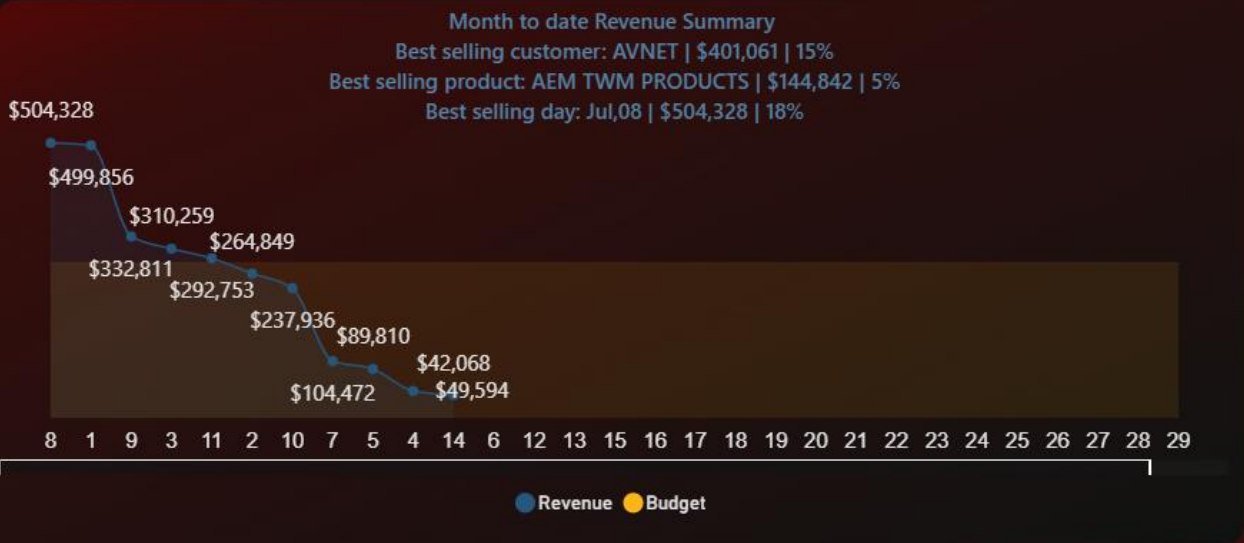 Month to date Revenue Summary
Best selling customer: AVNET | $401,061 | 15%
Best selling product: AEM TWM PRODUCTS | $144,842 | 5%
Best selling day: Jul,08 | $504,328 | 18%
$504,328
$499,856
$310,259
$264,849
$332,811
$292,753
$237,936
$89,810
$42,068
$104,472
$49,594
8 1 9 3 11 2 10 7 5 4 14 6 12 13 15 16 17 18 19 20 21 22 23 24 25 26 27 28 29
Revenue Budget